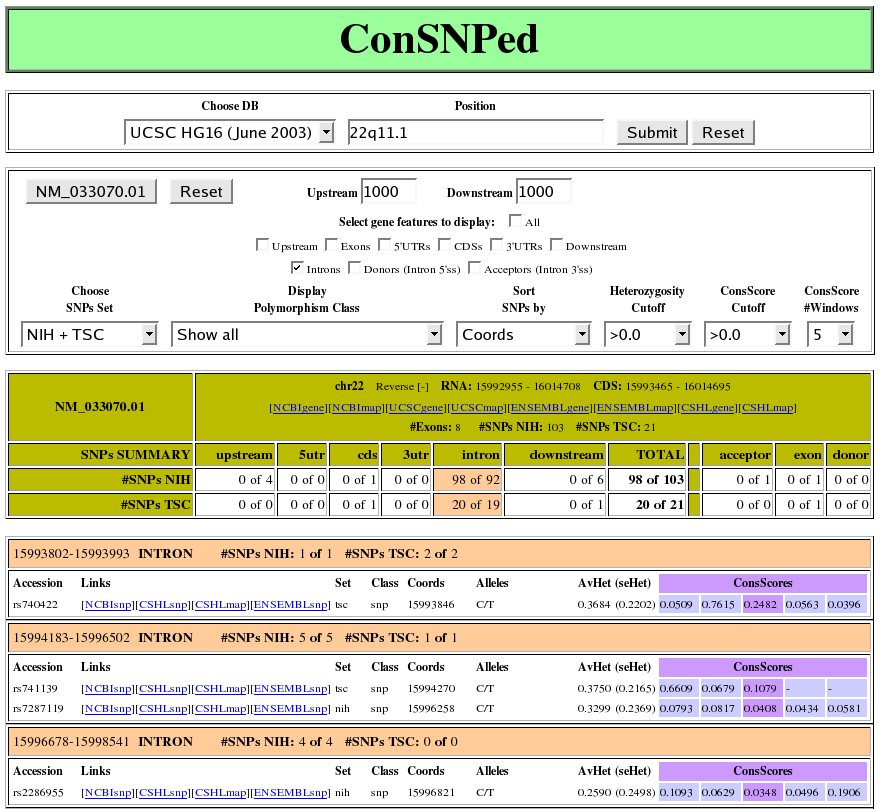 ConSNPed
Choose DB Position
UCSC HG16 (June 2003) 22q11.1 Submit Reset
NM_033070.01 Reset Upstream 1000 Downstream 1000
Select gene features to display: All
Upstream Exons 5'UTRs CDSs 3'UTRs Downstream
Introns Donors (Intron 5'ss) Acceptors (Intron 3'ss)
Choose Display Sort Heterozygosity ConsScore ConsScore
SNPs Set Polymorphism Class SNPs by Cutoff Cutoff #Windows
NIH + TSC Show all Coords >0.0 >0.0 5
chr22 Reverse [-] RNA: 15992955 - 16014708 CDS: 15993465 - 16014695
NM_033070.01 [NCBIgene][NCBImap][UCSCgene][UCSCmap][ENSEMBLgene][ENSEMBLmap][CSHLgene][CSHLmap]
#Exons: 8 #SNPs NIH: 103 #SNPs TSC: 21
SNPs SUMMARY upstream 5utr cds 3utr intron downstream TOTAL acceptor exon donor
#SNPs NIH 0 of 4 0 of 0 0 of 1 0 of 0 98 of 92 0 of 6 98 of 103 0 of 1 0 of 1 0 of 0
#SNPs TSC 0 of 0 0 of 0 0 of 1 0 of 0 20 of 19 0 of 1 20 of 21 0 of 0 0 of 1 0 of 0
15993802-15993993 INTRON #SNPs NIH: 1 of 1 #SNPs TSC: 2 of 2
Accession Links Set Class Coords Alleles AvHet (seHet) ConsScores
rs740422 [NCBIsnp][CSHLsnp][CSHLmap][ENSEMBLsnp] tsc snp 15993846 C/T 0.3684 (0.2202) 0.0509 0.7615 0.2482 0.0563 0.0396
15994183-15996502 INTRON #SNPs NIH: 5 of 5 #SNPs TSC: 1 of 1
Accession Links Set Class Coords Alleles AvHet (seHet) ConsScores
rs741139 [NCBIsnp][CSHLsnp][CSHLmap][ENSEMBLsnp] tsc snp 15994270 C/T 0.3750 (0.2165) 0.6609 0.0679 0.1079 - -
rs7287119 [NCBIsnp][CSHLsnp][CSHLmap][ENSEMBLsnp] nih snp 15996258 C/T 0.3299 (0.2369) 0.0793 0.0817 0.0408 0.0434 0.0581
15996678-15998541 INTRON #SNPs NIH: 4 of 4 #SNPs TSC: 0 of 0
Accession Links Set Class Coords Alleles AvHet (seHet) ConsScores
rs2286955 [NCBIsnp][CSHLsnp][CSHLmap][ENSEMBLsnp] nih snp 15996821 C/T 0.2590 (0.2498) 0.1093 0.0629 0.0348 0.0496 0.1906